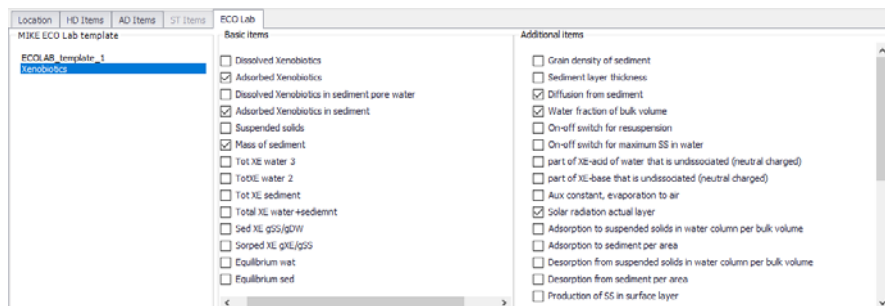 Location HD Items AD Items ST Items ECO Lab
MIKE ECO Lab template
ECOLAB_template_1
Xenobiotics
Basic items
Dissolved Xenobiotics
Adsorbed Xenobiotics
Dissolved Xenobiotics in sediment pore water
Adsorbed Xenobiotics in sediment
Suspended solids
Mass of sediment
Tot XE water 3
TotXE water 2
Tot XE sediment
Total XE water+sediemnt
Sed XE gSS/gDW
Sorped XE gXE/gSS
Equilibrium wat
Equilibrium sed
Additional items
Grain density of sediment
Sediment layer thickness
Diffusion from sediment
Water fraction of bulk volume
On-off switch for resuspension
On-off switch for maximum SS in water
part of XE-acid of water that is undissociated (neutral charged)
part of XE-base that is undissociated (neutral charged)
Aux constant, evaporation to air
Solar radiation actual layer
Adsorption to suspended solids in water column per bulk volume
Adsorption to sediment per area
Desorption from suspended solids in water column per bulk volume
Desorption from sediment per area
Production of SS in surface layer